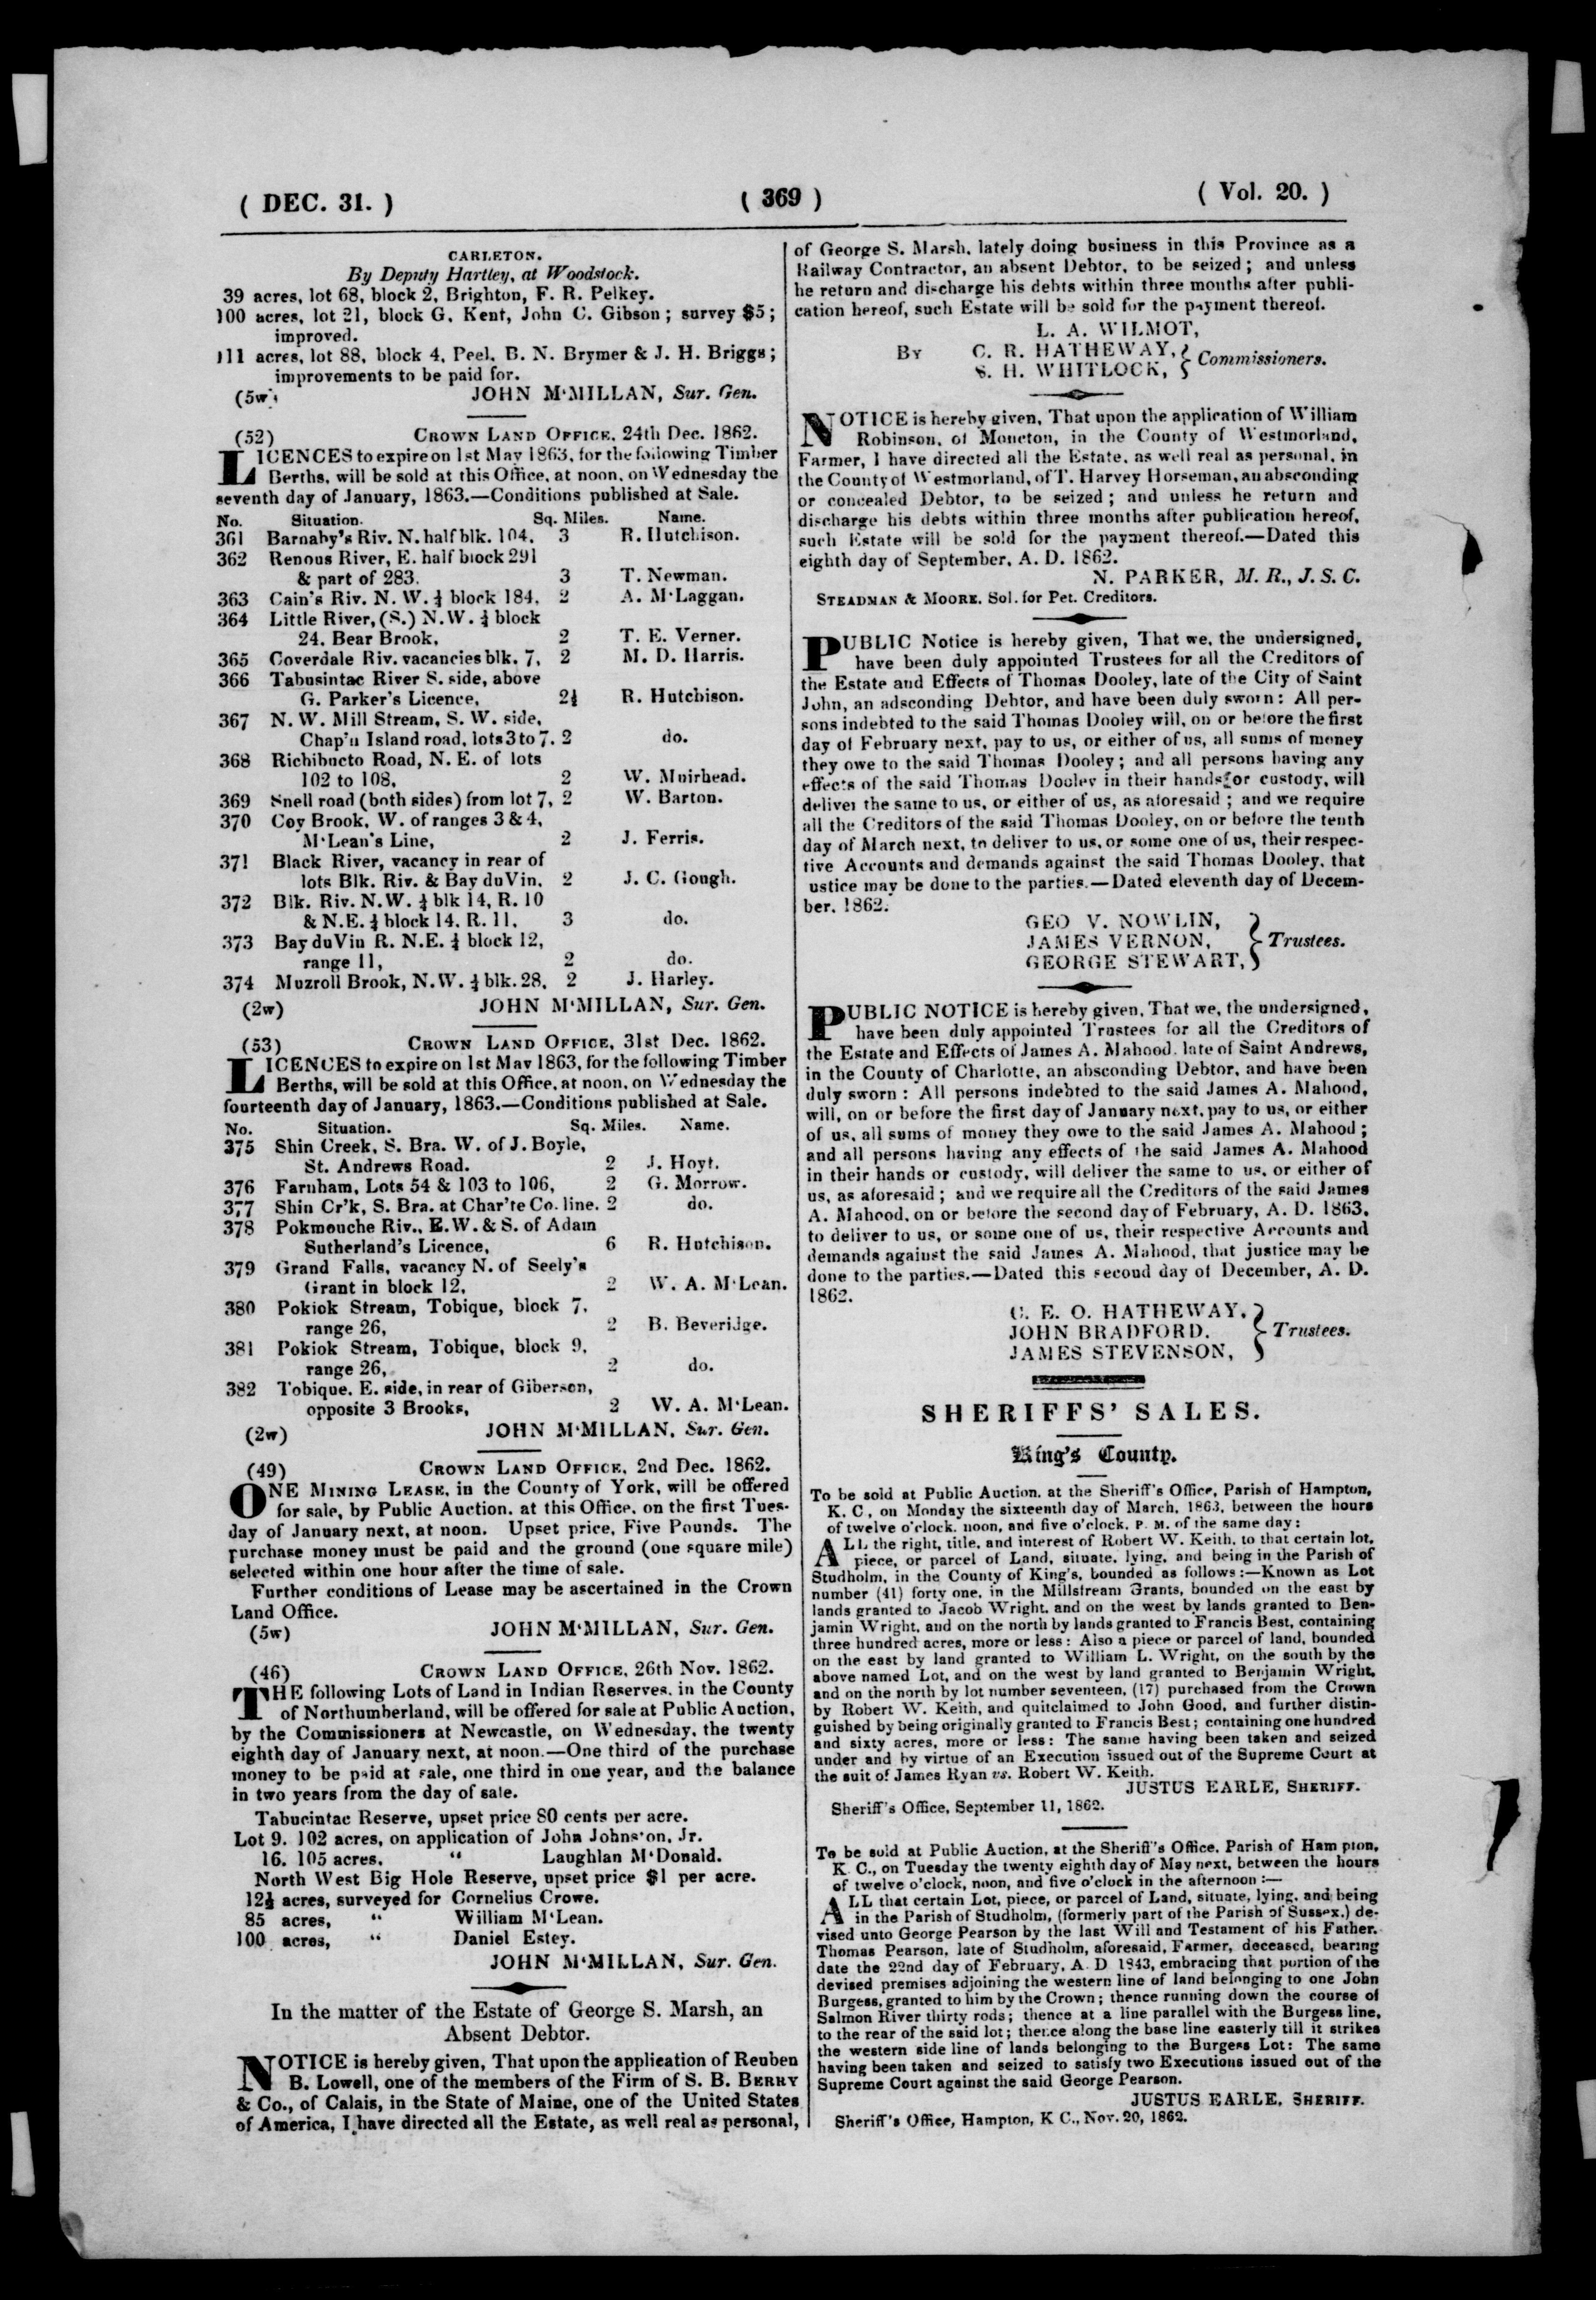 ( DEC. 31. )
( 369 )
( Vol. 20. )
CARLETON.
By Deputy Hartley, at Woodstock.
39 acres, lot 68, block 2, Brighton, F. R. Pelkey.
100 acres, lot 21, block G, Kent, John C. Gibson ; survey $5 ;
improved.
111 acres, lot 88, block 4, Peel, B. N. Brymer & J. H. Briggs ;
improvements to be paid for.
(5w) JOHN M'MILLAN, Sur. Gen.
(52) CROWN LAND OFFICE, 24th Dec. 1862.
LICENCES to expire on 1st May 1863, for the following Timber
Berths, will be sold at this Office, at noon, on Wednesday the
seventh day of January, 1863.—Conditions published at Sale.
No. Situation. Sq. Miles. Name.
361 Barnaby's Riv. N. half blk. 104, 3 R. Hutchison.
362 Renous River, E. half block 291
& part of 283. 3 T. Newman.
363 Cain's Riv. N. W. ¼ block 184, 2 A. M'Laggan.
364 Little River, (S.) N.W. ¼ block
24, Bear Brook, 2 T. E. Verner.
365 Coverdale Riv. vacancies blk. 7, 2 M. D. Harris.
366 Tabusintac River S. side, above
G. Parker's Licence, 2½ R. Hutchison.
367 N. W. Mill Stream, S. W. side,
Chap'n Island road, lots 3 to 7. 2 do.
368 Richibucto Road, N. E. of lots
102 to 108, 2 W. Muirhead.
369 Snell road (both sides) from lot 7, 2 W. Barton.
370 Coy Brook, W. of ranges 3 & 4,
M'Lean's Line, 2 J. Ferris.
371 Black River, vacancy in rear of
lots Blk. Riv. & Bay du Vin, 2 J. C. Gough.
372 Blk. Riv. N.W. ¼ blk 14, R. 10
& N.E. ¼ block 14, R. 11, 3 do.
373 Bay du Vin R. N.E. ¼ block 12,
range 11, 2 do.
374 Muzroll Brook, N.W. ¼ blk. 28, 2 J. Harley.
(2w) JOHN M'MILLAN, Sur. Gen.
(53) CROWN LAND OFFICE, 31st Dec. 1862.
LICENCES to expire on 1st May 1863, for the following Timber
Berths, will be sold at this Office, at noon, on Wednesday the
fourteenth day of January, 1863.—Conditions published at Sale.
No. Situation. Sq. Miles. Name.
375 Shin Creek, S. Bra. W. of J. Boyle,
St. Andrews Road. 2 J. Hoyt.
376 Farnham, Lots 54 & 103 to 106, 2 G. Morrow.
377 Shin Cr'k, S. Bra. at Char'te Co. line. 2 do.
378 Pokmouche Riv., E.W. & S. of Adam
Sutherland's Licence, 6 R. Hutchison.
379 Grand Falls, vacancy N. of Seely's
Grant in block 12, 2 W. A. M'Lean.
380 Pokiok Stream, Tobique, block 7,
range 26, 2 B. Beveridge.
381 Pokiok Stream, Tobique, block 9,
range 26, 2 do.
382 Tobique, E. side, in rear of Giberson,
opposite 3 Brooks, 2 W. A. M'Lean.
(2w) JOHN M'MILLAN, Sur. Gen.
(49) CROWN LAND OFFICE, 2nd Dec. 1862.
ONE MINING LEASE, in the County of York, will be offered
for sale, by Public Auction, at this Office, on the first Tues-
day of January next, at noon. Upset price, Five Pounds. The
purchase money must be paid and the ground (one square mile)
selected within one hour after the time of sale.
Further conditions of Lease may be ascertained in the Crown
Land Office.
(5w) JOHN M'MILLAN, Sur. Gen.
(46) CROWN LAND OFFICE, 26th Nov. 1862.
THE following Lots of Land in Indian Reserves, in the County
of Northumberland, will be offered for sale at Public Auction,
by the Commissioners at Newcastle, on Wednesday, the twenty
eighth day of January next, at noon.—One third of the purchase
money to be paid at sale, one third in one year, and the balance
in two years from the day of sale.
Tabucintac Reserve, upset price 80 cents per acre.
Lot 9. 102 acres, on application of John Johnston, Jr.
16. 105 acres, " Laughlan M'Donald.
North West Big Hole Reserve, upset price $1 per acre.
12½ acres, surveyed for Cornelius Crowe.
85 acres, " William M'Lean.
100 acres, " Daniel Estey.
JOHN M'MILLAN, Sur. Gen.
In the matter of the Estate of George S. Marsh, an
Absent Debtor.
NOTICE is hereby given, That upon the application of Reuben
B. Lowell, one of the members of the Firm of S. B. BERRY
& Co., of Calais, in the State of Maine, one of the United States
of America, I have directed all the Estate, as well real as personal,
of George S. Marsh, lately doing business in this Province as a
Railway Contractor, an absent Debtor, to be seized ; and unless
he return and discharge his debts within three months after publi-
cation hereof, such Estate will be sold for the payment thereof.
L. A. WILMOT,
BY C. R. HATHEWAY,
S. H. WHITLOCK, } Commissioners.
NOTICE is hereby given, That upon the application of William
Robinson, of Moncton, in the County of Westmorland,
Farmer, I have directed all the Estate, as well real as personal, in
the County of Westmorland, of T. Harvey Horseman, an absconding
or concealed Debtor, to be seized ; and unless he return and
discharge his debts within three months after publication hereof,
such Estate will be sold for the payment thereof.—Dated this
eighth day of September, A. D. 1862.
N. PARKER, M. R., J. S. C.
STEADMAN & MOORE, Sol. for Pet. Creditors.
PUBLIC Notice is hereby given, That we, the undersigned,
have been duly appointed Trustees for all the Creditors of
the Estate and Effects of Thomas Dooley, late of the City of Saint
John, an adsconding Debtor, and have been duly sworn : All per-
sons indebted to the said Thomas Dooley will, on or before the first
day of February next, pay to us, or either of us, all sums of money
they owe to the said Thomas Dooley ; and all persons having any
effects of the said Thomas Dooley in their hands or custody, will
deliver the same to us, or either of us, as aforesaid ; and we require
all the Creditors of the said Thomas Dooley, on or before the tenth
day of March next, to deliver to us, or some one of us, their respec-
tive Accounts and demands against the said Thomas Dooley, that
ustice may be done to the parties.—Dated eleventh day of Decem-
ber, 1862.
GEO V. NOWLIN,
JAMES VERNON, } Trustees.
GEORGE STEWART,
PUBLIC NOTICE is hereby given, That we, the undersigned,
have been duly appointed Trustees for all the Creditors of
the Estate and Effects of James A. Mahood, late of Saint Andrews,
in the County of Charlotte, an absconding Debtor, and have been
duly sworn : All persons indebted to the said James A. Mahood,
will, on or before the first day of January next, pay to us, or either
of us, all sums of money they owe to the said James A. Mahood ;
and all persons having any effects of the said James A. Mahood
in their hands or custody, will deliver the same to us, or either of
us, as aforesaid ; and we require all the Creditors of the said James
A. Mahood, on or before the second day of February, A. D. 1863,
to deliver to us, or some one of us, their respective Accounts and
demands against the said James A. Mahood, that justice may be
done to the parties.—Dated this second day of December, A. D.
1862.
C. E. O. HATHEWAY,
JOHN BRADFORD. } Trustees.
JAMES STEVENSON,
SHERIFFS' SALES.
King's County.
To be sold at Public Auction, at the Sheriff's Office, Parish of Hampton,
K. C, on Monday the sixteenth day of March, 1863, between the hours
of twelve o'clock, noon, and five o'clock, P. M. of the same day :
ALL the right, title, and interest of Robert W. Keith, to that certain lot,
piece, or parcel of Land, situate, lying, and being in the Parish of
Studholm, in the County of King's, bounded as follows :—Known as Lot
number (41) forty one, in the Millstream Grants, bounded on the east by
lands granted to Jacob Wright, and on the west by lands granted to Ben-
jamin Wright, and on the north by lands granted to Francis Best, containing
three hundred acres, more or less : Also a piece or parcel of land, bounded
on the east by land granted to William L. Wright, on the south by the
above named Lot, and on the west by land granted to Benjamin Wright,
and on the north by lot number seventeen, (17) purchased from the Crown
by Robert W. Keith, and quitclaimed to John Good, and further distin-
guished by being originally granted to Francis Best ; containing one hundred
and sixty acres, more or less : The same having been taken and seized
under and by virtue of an Execution issued out of the Supreme Court at
the suit of James Ryan vs. Robert W. Keith.
JUSTUS EARLE, SHERIFF.
Sheriff's Office, September 11, 1862.
To be sold at Public Auction, at the Sheriff's Office, Parish of Ham pton,
K. C., on Tuesday the twenty eighth day of May next, between the hours
of twelve o'clock, noon, and five o'clock in the afternoon :—
ALL that certain Lot, piece, or parcel of Land, situate, lying, and being
in the Parish of Studholm, (formerly part of the Parish of Sussex,) de-
vised unto George Pearson by the last Will and Testament of his Father,
Thomas Pearson, late of Studholm, aforesaid, Farmer, deceased, bearing
date the 22nd day of February, A. D 1843, embracing that portion of the
devised premises adjoining the western line of land belonging to one John
Burgess, granted to him by the Crown ; thence running down the course of
Salmon River thirty rods ; thence at a line parallel with the Burgess line,
to the rear of the said lot ; thence along the base line easterly till it strikes
the western side line of lands belonging to the Burgess Lot : The same
having been taken and seized to satisfy two Executions issued out of the
Supreme Court against the said George Pearson.
JUSTUS EARLE, SHERIFF.
Sheriff's Office, Hampton, K C., Nov. 20, 1862.